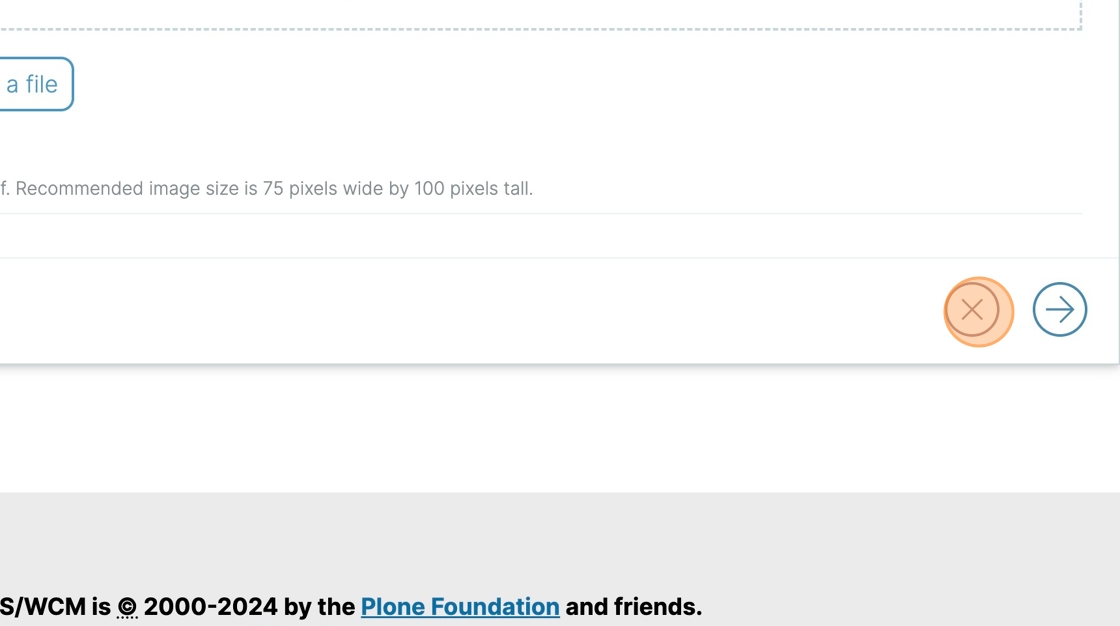 a file
f. Recommended image size is 75 pixels wide by 100 pixels tall.
S/WCM is © 2000-2024 by the Plone Foundation and friends.